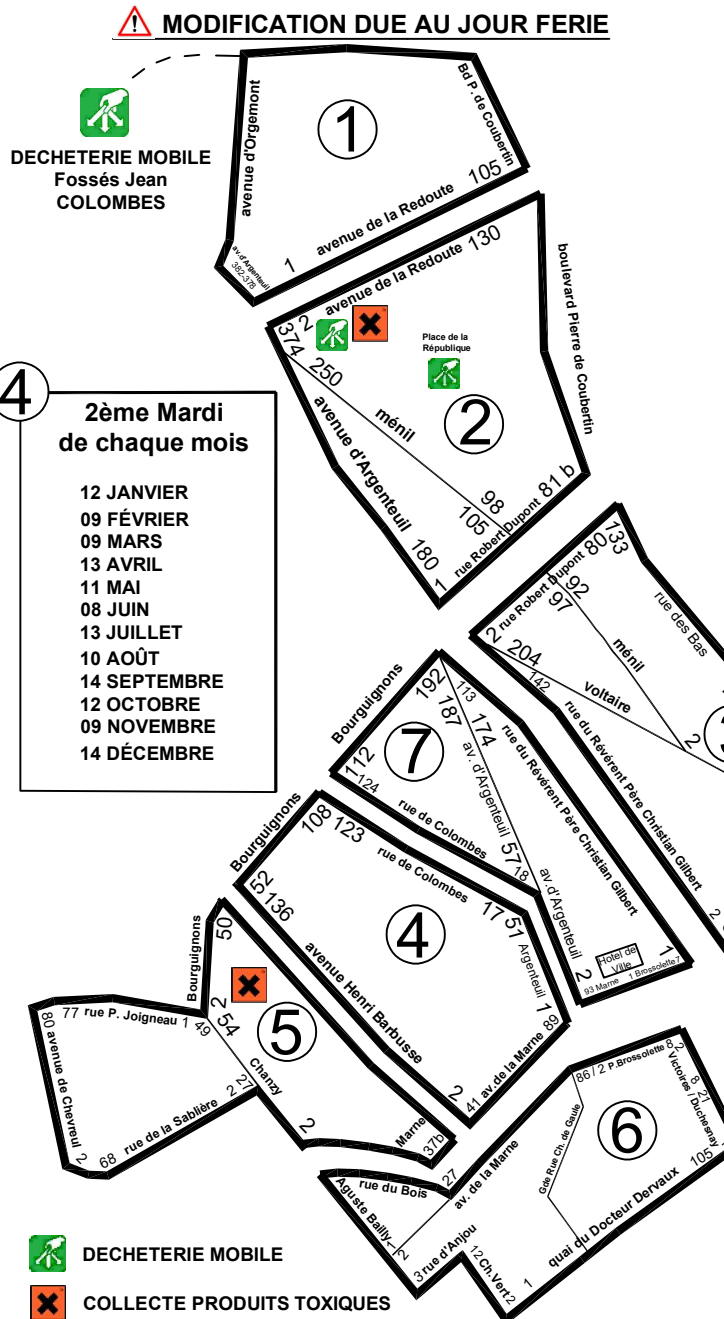 MODIFICATION DUE AU JOUR FERIE
DECHETERIE MOBILE
Fossés Jean
COLOMBES
avenue d'Orgemont
1
Bd P. de Coubertin
105
avenue de la Redoute
1
av.d'Argenteuil
382-378
130
avenue de la Redoute
2
374
250
Place de la
République
boulevard Pierre de Coubertin
ménil
2
avenue d'Argenteuil
98
105
81 b
rue Robert Dupont
180
1
4
2ème Mardi
de chaque mois
12 JANVIER
09 FÉVRIER
09 MARS
13 AVRIL
11 MAI
08 JUIN
13 JUILLET
10 AOÛT
14 SEPTEMBRE
12 OCTOBRE
09 NOVEMBRE
14 DÉCEMBRE
133
80
rue Robert Dupont
2
92
97
rue des Bas
ménil
204
142
voltaire
2
3
rue du Révérent Père Christian Gilbert
2
Bourguignons
192
113
187
174
7
112
124
av. d'Argenteuil
rue du Révérent Père Christian Gilbert
rue de Colombes
57
18
av.d'Argenteuil
2
Hotel de
Ville
1
93 Marne
1 Brossolette 7
Bourguignons
108
123
rue de Colombes
52
136
17
51
4
Argenteuil
1
avenue Henri Barbusse
89
av.de la Marne
2
41
Bourguignons
50
2
54
5
Chanzy
2
Marne
37b
77 rue P. Joigneau 1
49
80 avenue de Chevreul 2
27
2
68 rue de la Sablière
86 / 2 P.Brossolette 8
2
Victoires / Duchesnay
8
21
6
Gde Rue Ch. de Gaule
105
27
av. de la Marne
rue du Bois
Aguste Bailly
1
2
3 rue d'Anjou
12 Ch.Vert 2
1
quai du Docteur Dervaux
DECHETERIE MOBILE
COLLECTE PRODUITS TOXIQUES